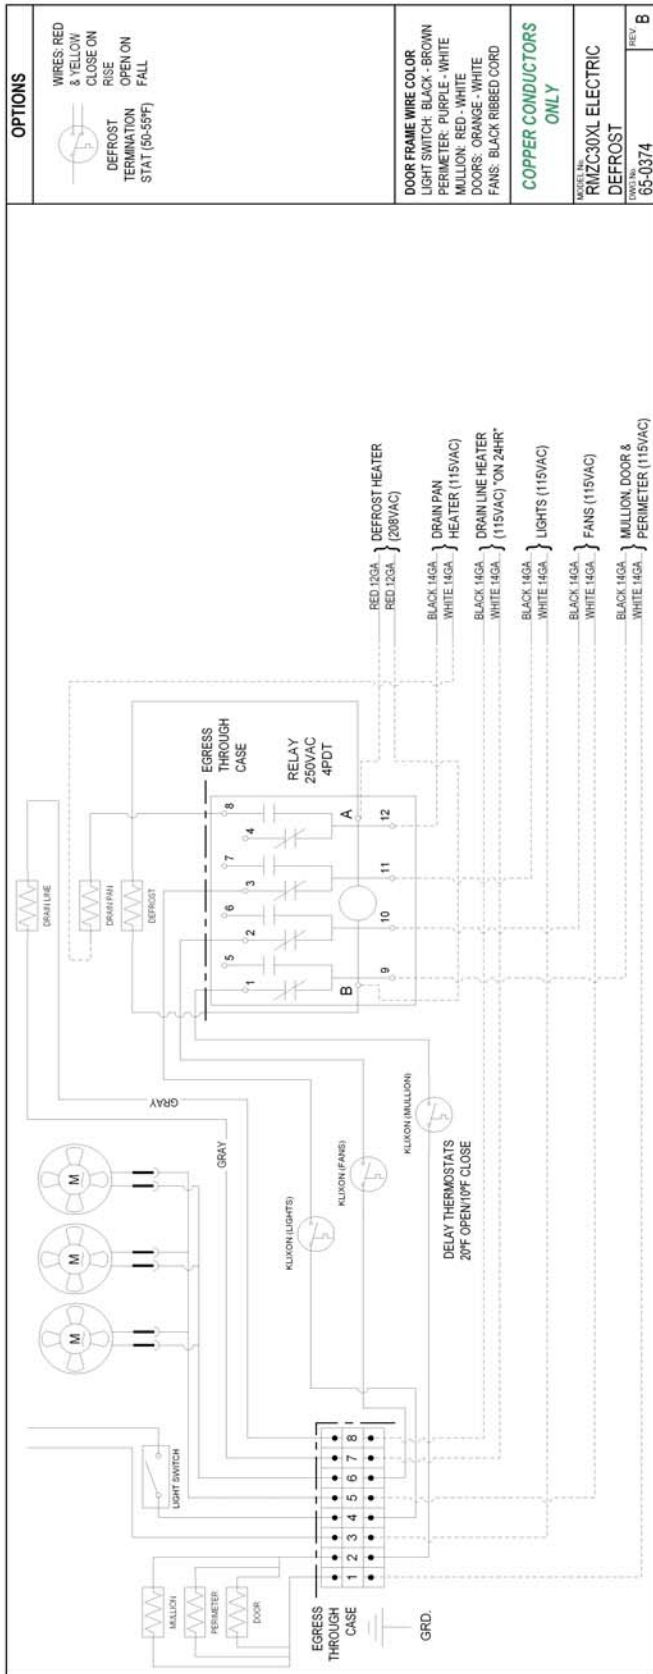 OPTIONS
WIRES: RED
& YELLOW
CLOSE ON
RISE
OPEN ON
FALL
DEFROST
TERMINATION
STAT (50-55°F)
DOOR FRAME WIRE COLOR
LIGHT SWITCH: BLACK - BROWN
PERIMETER: PURPLE - WHITE
MULLION: RED - WHITE
DOORS: ORANGE - WHITE
FANS: BLACK RIBBED CORD
COPPER CONDUCTORS
ONLY
MODEL No.
RMZC30XL ELECTRIC
DEFROST
DWG No.
65-0374
REV.
B
DRAIN LINE
DRAIN PAN
DEFROST
GRAY
GRAY
M
M
M
LIGHT SWITCH
MULLION
PERIMETER
DOOR
EGRESS
THROUGH
CASE
1 2 3 4 5 6 7 8
GRD.
KLIXON (LIGHTS)
KLIXON (FANS)
KLIXON (MULLION)
DELAY THERMOSTATS
20°F OPEN/10°F CLOSE
EGRESS
THROUGH
CASE
RELAY
250VAC
4PDT
5 6 7 8
1 2 3 4
B A
9 10 11 12
RED 12GA
RED 12GA
DEFROST HEATER
(208VAC)
BLACK 14GA
WHITE 14GA
DRAIN PAN
HEATER (115VAC)
BLACK 14GA
WHITE 14GA
DRAIN LINE HEATER
(115VAC) "ON 24HR"
BLACK 14GA
WHITE 14GA
LIGHTS (115VAC)
BLACK 14GA
WHITE 14GA
FANS (115VAC)
BLACK 14GA
WHITE 14GA
MULLION, DOOR &
PERIMETER (115VAC)